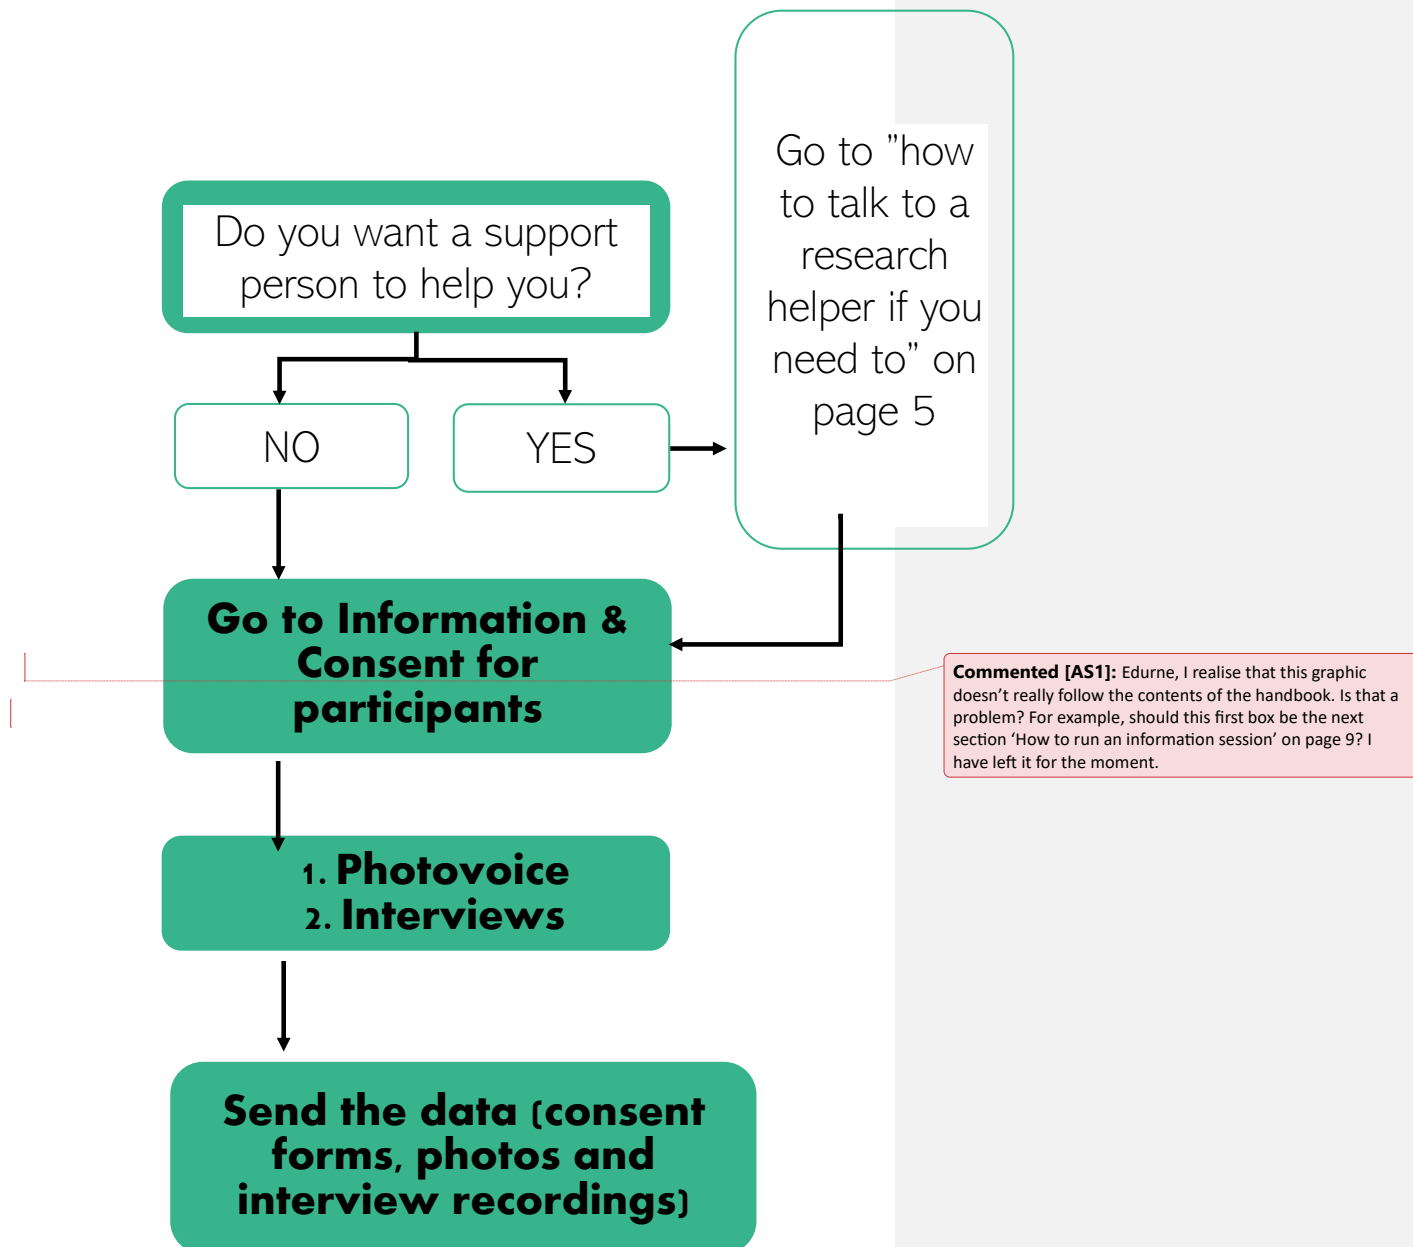 Do you want a support
person to help you?
NO
YES
Go to ”how
to talk to a
research
helper if you
need to” on
page 5
Go to Information &
Consent for
participants
1. Photovoice
2. Interviews
Send the data (consent
forms, photos and
interview recordings)
Commented [AS1]: Edurne, I realise that this graphic
doesn’t really follow the contents of the handbook. Is that a
problem? For example, should this first box be the next
section ‘How to run an information session’ on page 9? I
have left it for the moment.